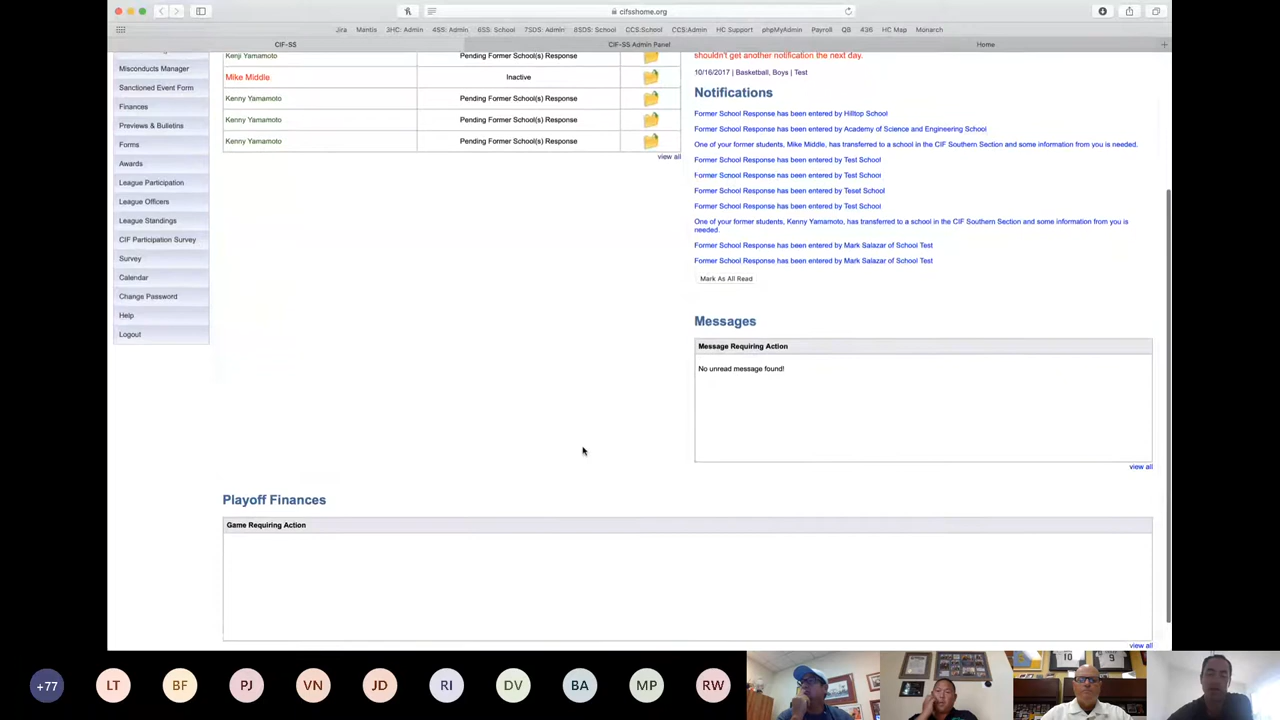 cifsshome.org
Jira Mantis 3HC: Admin 4SS: Admin 6SS: School 7SDS: Admin 8SDS: School CCS:School CCS:Admin HC Support phpMyAdmin Payroll QB 436 HC Map Monarch
CIF-SS CIF-SS Admin Panel Home
Misconducts Manager
Sanctioned Event Form
Finances
Previews & Bulletins
Forms
Awards
League Participation
League Officers
League Standings
CIF Participation Survey
Survey
Calendar
Change Password
Help
Logout
Kenji Yamamoto Pending Former School(s) Response
Mike Middle Inactive
Kenny Yamamoto Pending Former School(s) Response
Kenny Yamamoto Pending Former School(s) Response
Kenny Yamamoto Pending Former School(s) Response
view all
shouldn't get another notification the next day.
10/16/2017 | Basketball, Boys | Test
Notifications
Former School Response has been entered by Hilltop School
Former School Response has been entered by Academy of Science and Engineering School
One of your former students, Mike Middle, has transferred to a school in the CIF Southern Section and some information from you is needed.
Former School Response has been entered by Test School
Former School Response has been entered by Test School
Former School Response has been entered by Teset School
Former School Response has been entered by Test School
One of your former students, Kenny Yamamoto, has transferred to a school in the CIF Southern Section and some information from you is
needed.
Former School Response has been entered by Mark Salazar of School Test
Former School Response has been entered by Mark Salazar of School Test
Mark As All Read
Messages
Message Requiring Action
No unread message found!
view all
Playoff Finances
Game Requiring Action
view all
+77 LT BF PJ VN JD RI DV BA MP RW
10 9